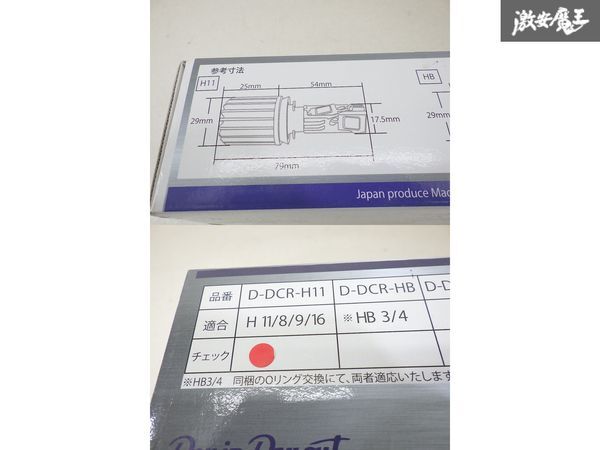 激安魔王
参考寸法
H11
HB
25mm
54mm
29mm
17.5mm
29mm
79mm
Japan produce Mad
品番 D-DCR-H11 D-DCR-HB D-D
適合 H 11/8/9/16 ※HB 3/4
チェック
※HB3/4 同梱のOリング交換にて、両者適応いたします